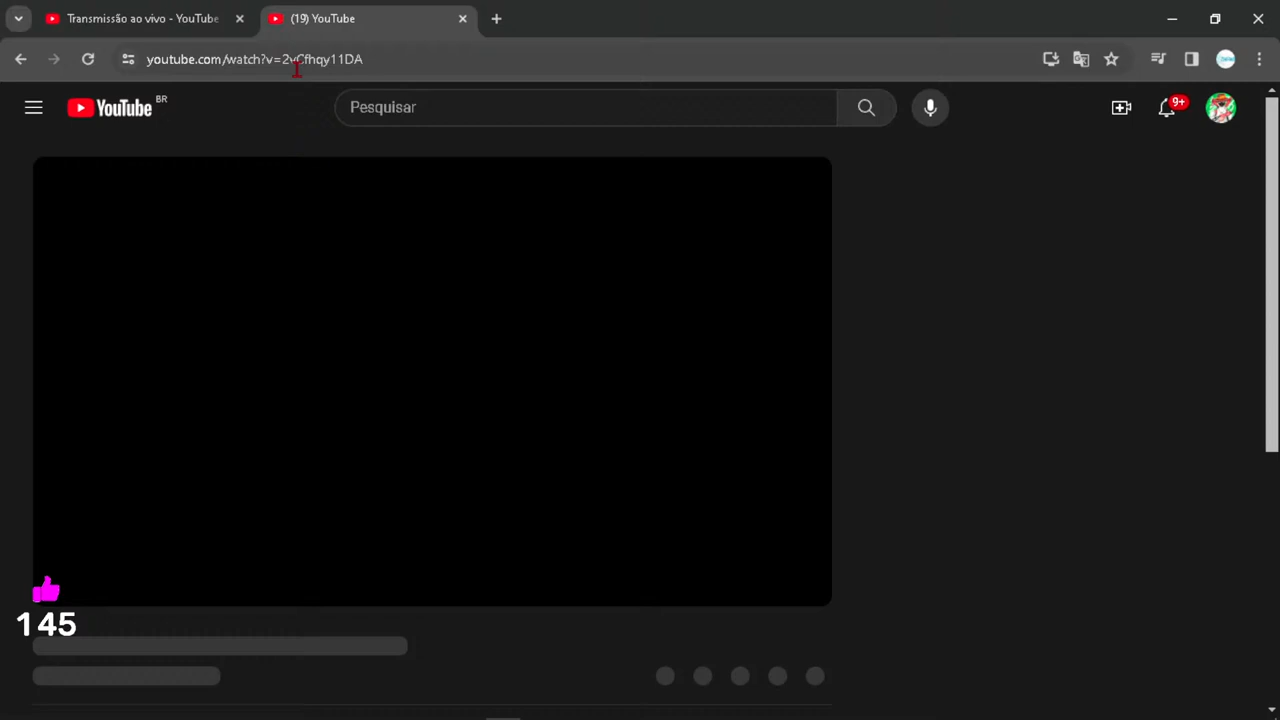 Transmissão ao vivo - YouTube
(19) YouTube
youtube.com/watch?v=2vCfhqy11DA
YouTube BR
Pesquisar
9+
145